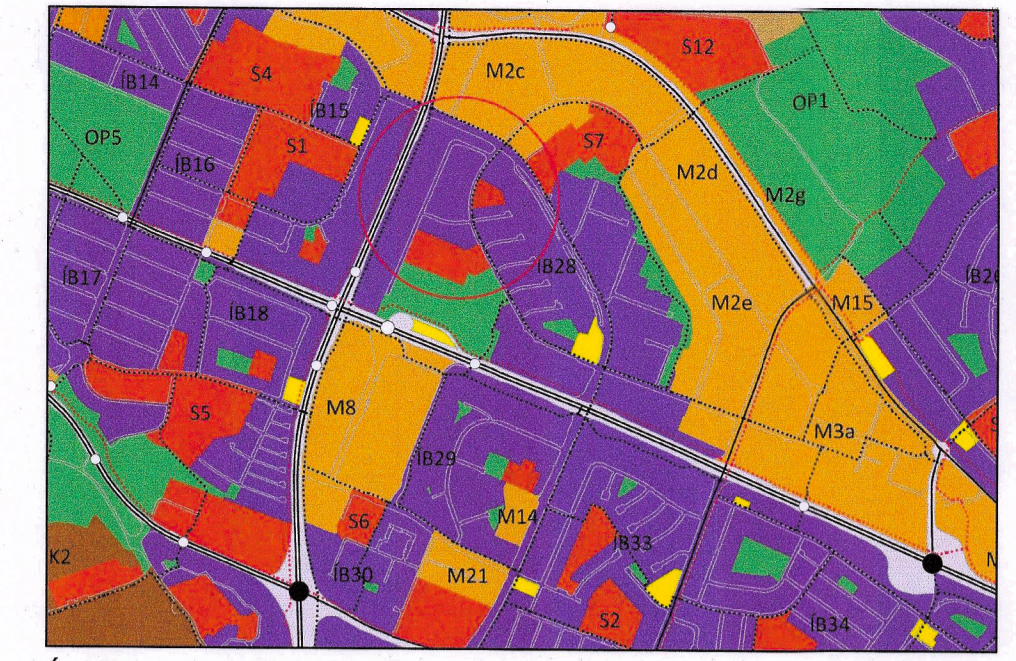 S12
M2c
S4
ÍB14
OP1
ÍB15
OP5
S1
S7
ÍB16
M2d
M2g
ÍB28
ÍB17
M2e
M15
ÍB18
M8
S5
M3a
ÍB29
M14
S6
ÍB33
K2
ÍB30
M21
S2
ÍB34